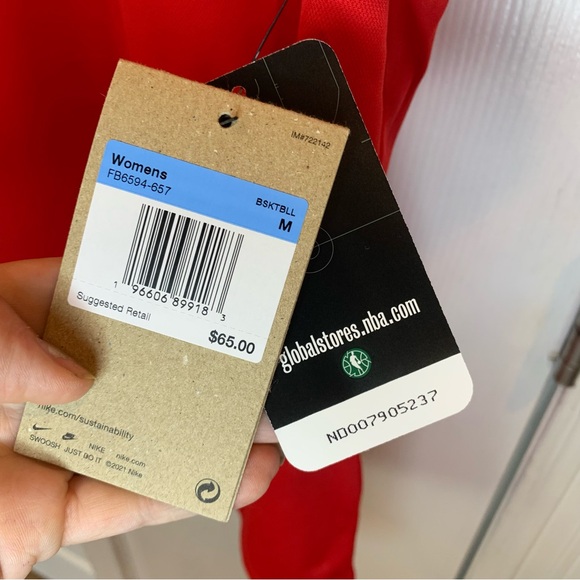 IM#722142
Womens
FB6594-657
BSKTBLL
M
1 96606 89918 3
Suggested Retail
$65.00
nike.com/sustainability
NIKE nike.com
SWOOSH JUST DO IT ©2021 Nike
globalstores.nba.com
ND007905237